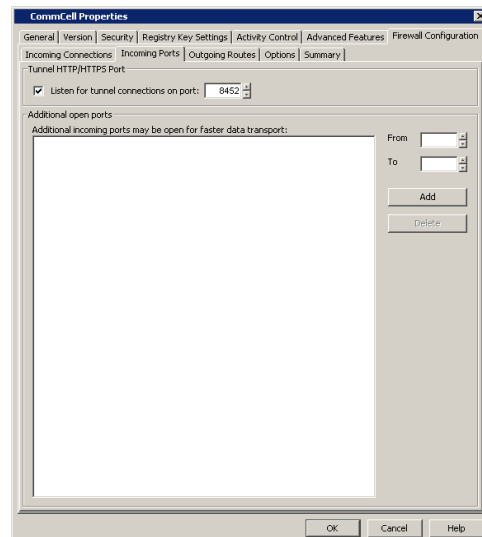 CommCell Properties
General Version Security Registry Key Settings Activity Control Advanced Features Firewall Configuration
Incoming Connections Incoming Ports Outgoing Routes Options Summary
Tunnel HTTP/HTTPS Port
Listen for tunnel connections on port: 8452
Additional open ports
Additional incoming ports may be open for faster data transport:
From
To
Add
Delete
OK Cancel Help